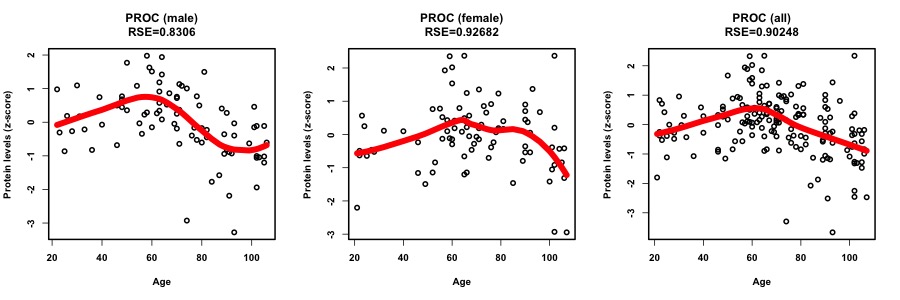 PROC (male)
RSE=0.8306
Protein levels (z-score)
2
1
0
-1
-2
-3
20 40 60 80 100
Age
PROC (female)
RSE=0.92682
Protein levels (z-score)
2
1
0
-1
-2
-3
20 40 60 80 100
Age
PROC (all)
RSE=0.90248
Protein levels (z-score)
2
1
0
-1
-2
-3
20 40 60 80 100
Age